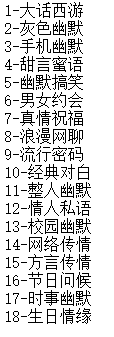 1-大话西游
2-灰色幽默
3-手机幽默
4-甜言蜜语
5-幽默搞笑
6-男女约会
7-真情祝福
8-浪漫网聊
9-流行密码
10-经典对白
11-整人幽默
12-情人私语
13-校园幽默
14-网络传情
15-方言传情
16-节日问候
17-时事幽默
18-生日情缘